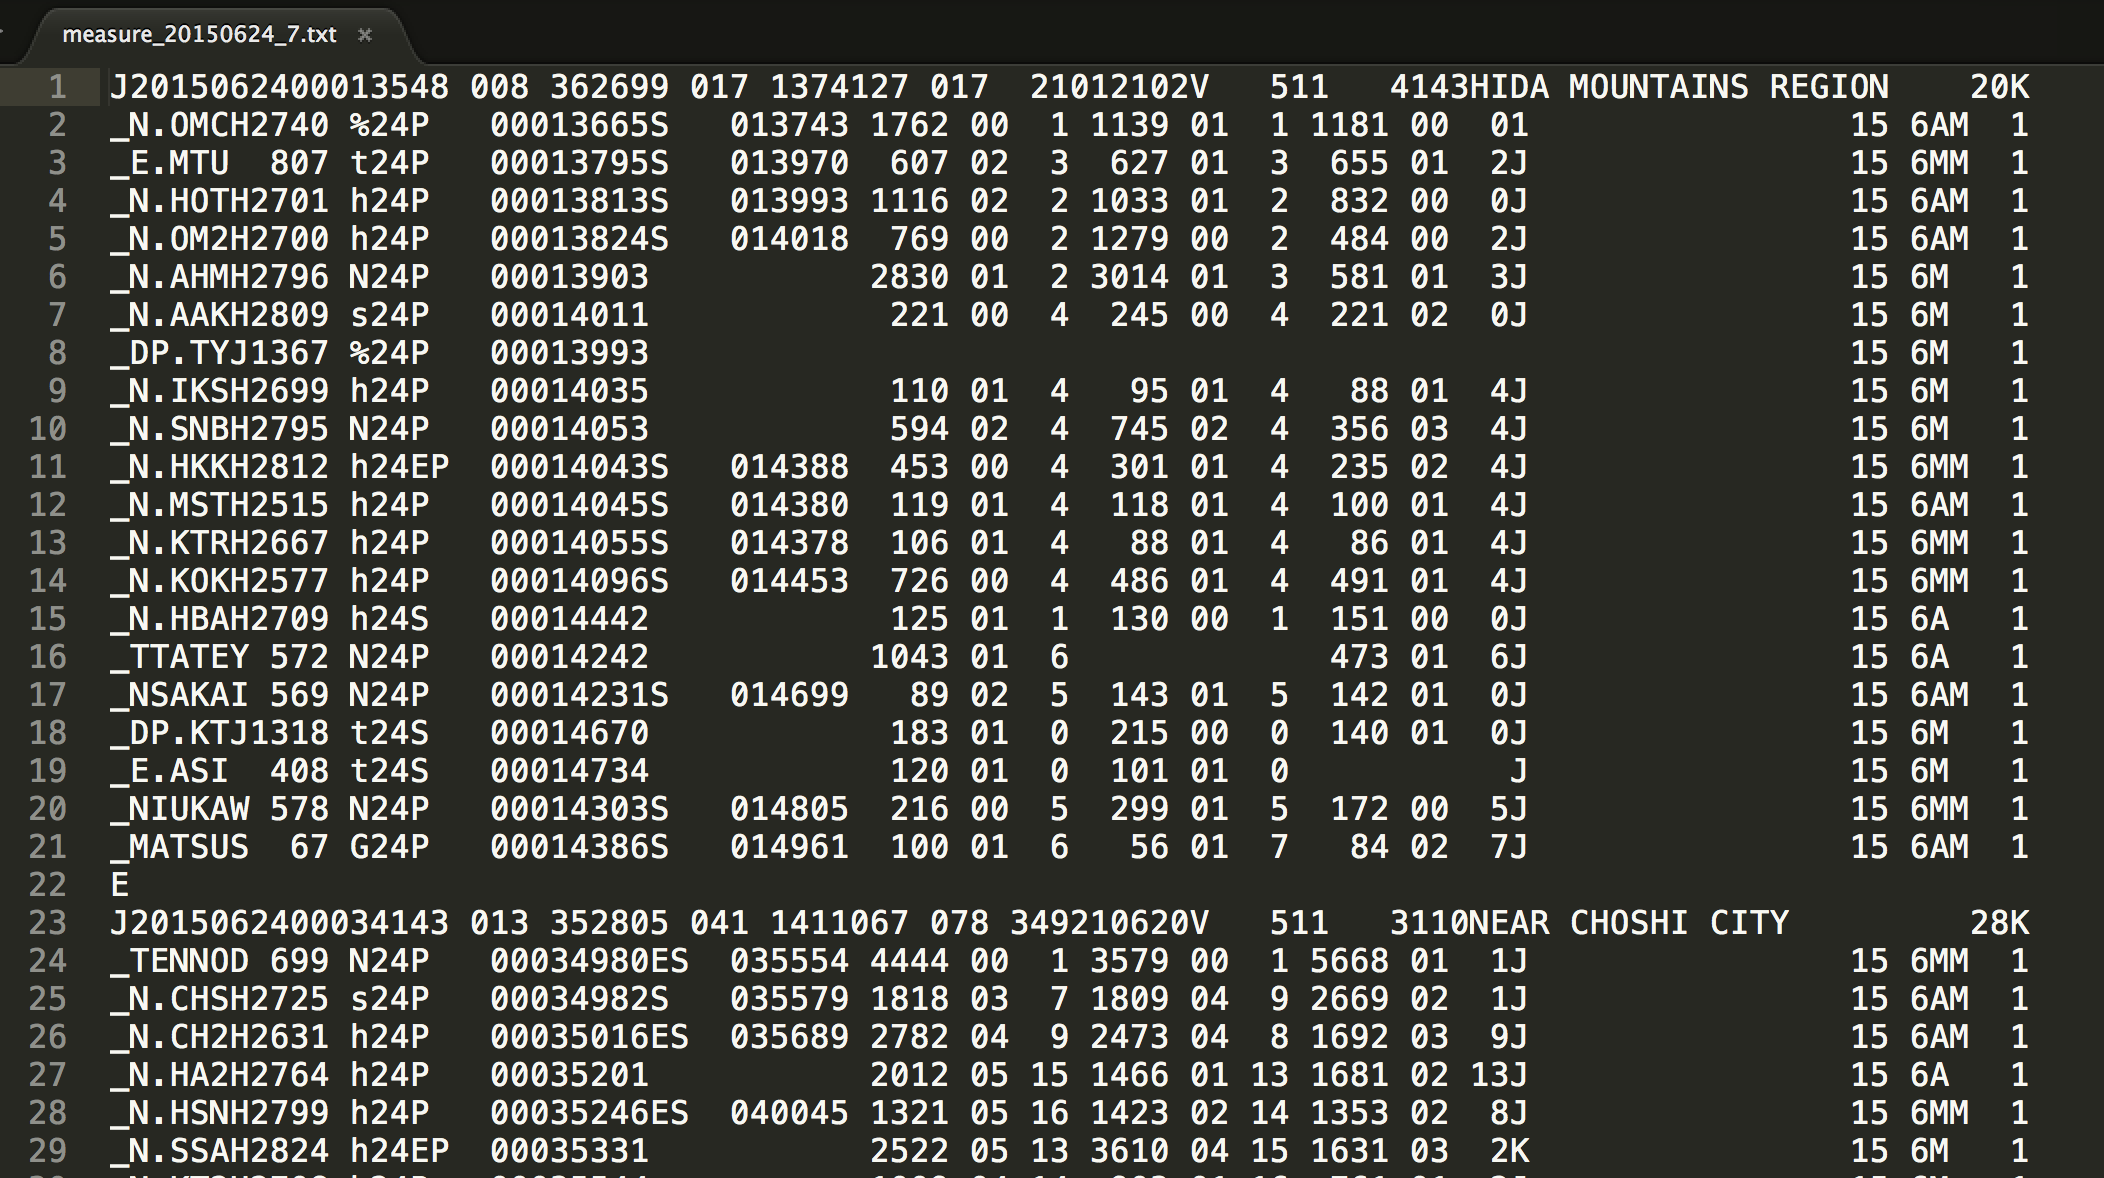 measure_20150624_7.txt ×
1 J2015062400013548 008 362699 017 1374127 017  21012102V   511   4143HIDA MOUNTAINS REGION    20K
2 _N.OMCH2740 %24P   00013665S   013743 1762 00  1 1139 01  1 1181 00  01                15 6AM  1
3 _E.MTU  807 t24P   00013795S   013970  607 02  3  627 01  3  655 01  2J                15 6MM  1
4 _N.HOTH2701 h24P   00013813S   013993 1116 02  2 1033 01  2  832 00  0J                15 6AM  1
5 _N.OM2H2700 h24P   00013824S   014018  769 00  2 1279 00  2  484 00  2J                15 6AM  1
6 _N.AHMH2796 N24P   00013903           2830 01  2 3014 01  3  581 01  3J                15 6M   1
7 _N.AAKH2809 s24P   00014011            221 00  4  245 00  4  221 02  0J                15 6M   1
8 _DP.TYJ1367 %24P   00013993                                                            15 6M   1
9 _N.IKSH2699 h24P   00014035            110 01  4   95 01  4   88 01  4J                15 6M   1
10 _N.SNBH2795 N24P   00014053            594 02  4  745 02  4  356 03  4J                15 6M   1
11 _N.HKKH2812 h24EP  00014043S   014388  453 00  4  301 01  4  235 02  4J                15 6MM  1
12 _N.MSTH2515 h24P   00014045S   014380  119 01  4  118 01  4  100 01  4J                15 6AM  1
13 _N.KTRH2667 h24P   00014055S   014378  106 01  4   88 01  4   86 01  4J                15 6MM  1
14 _N.KOKH2577 h24P   00014096S   014453  726 00  4  486 01  4  491 01  4J                15 6MM  1
15 _N.HBAH2709 h24S   00014442            125 01  1  130 00  1  151 00  0J                15 6A   1
16 _TTATEY 572 N24P   00014242           1043 01  6             473 01  6J                15 6A   1
17 _NSAKAI 569 N24P   00014231S   014699   89 02  5  143 01  5  142 01  0J                15 6AM  1
18 _DP.KTJ1318 t24S   00014670            183 01  0  215 00  0  140 01  0J                15 6M   1
19 _E.ASI  408 t24S   00014734            120 01  0  101 01  0           J                15 6M   1
20 _NIUKAW 578 N24P   00014303S   014805  216 00  5  299 01  5  172 00  5J                15 6MM  1
21 _MATSUS  67 G24P   00014386S   014961  100 01  6   56 01  7   84 02  7J                15 6AM  1
22 E
23 J2015062400034143 013 352805 041 1411067 078 349210620V   511   3110NEAR CHOSHI CITY         28K
24 _TENNOD 699 N24P   00034980ES  035554 4444 00  1 3579 00  1 5668 01  1J                15 6MM  1
25 _N.CHSH2725 s24P   00034982S   035579 1818 03  7 1809 04  9 2669 02  1J                15 6AM  1
26 _N.CH2H2631 h24P   00035016ES  035689 2782 04  9 2473 04  8 1692 03  9J                15 6AM  1
27 _N.HA2H2764 h24P   00035201           2012 05 15 1466 01 13 1681 02 13J                15 6A   1
28 _N.HSNH2799 h24P   00035246ES  040045 1321 05 16 1423 02 14 1353 02  8J                15 6MM  1
29 _N.SSAH2824 h24EP  00035331           2522 05 13 3610 04 15 1631 03  2K                15 6M   1